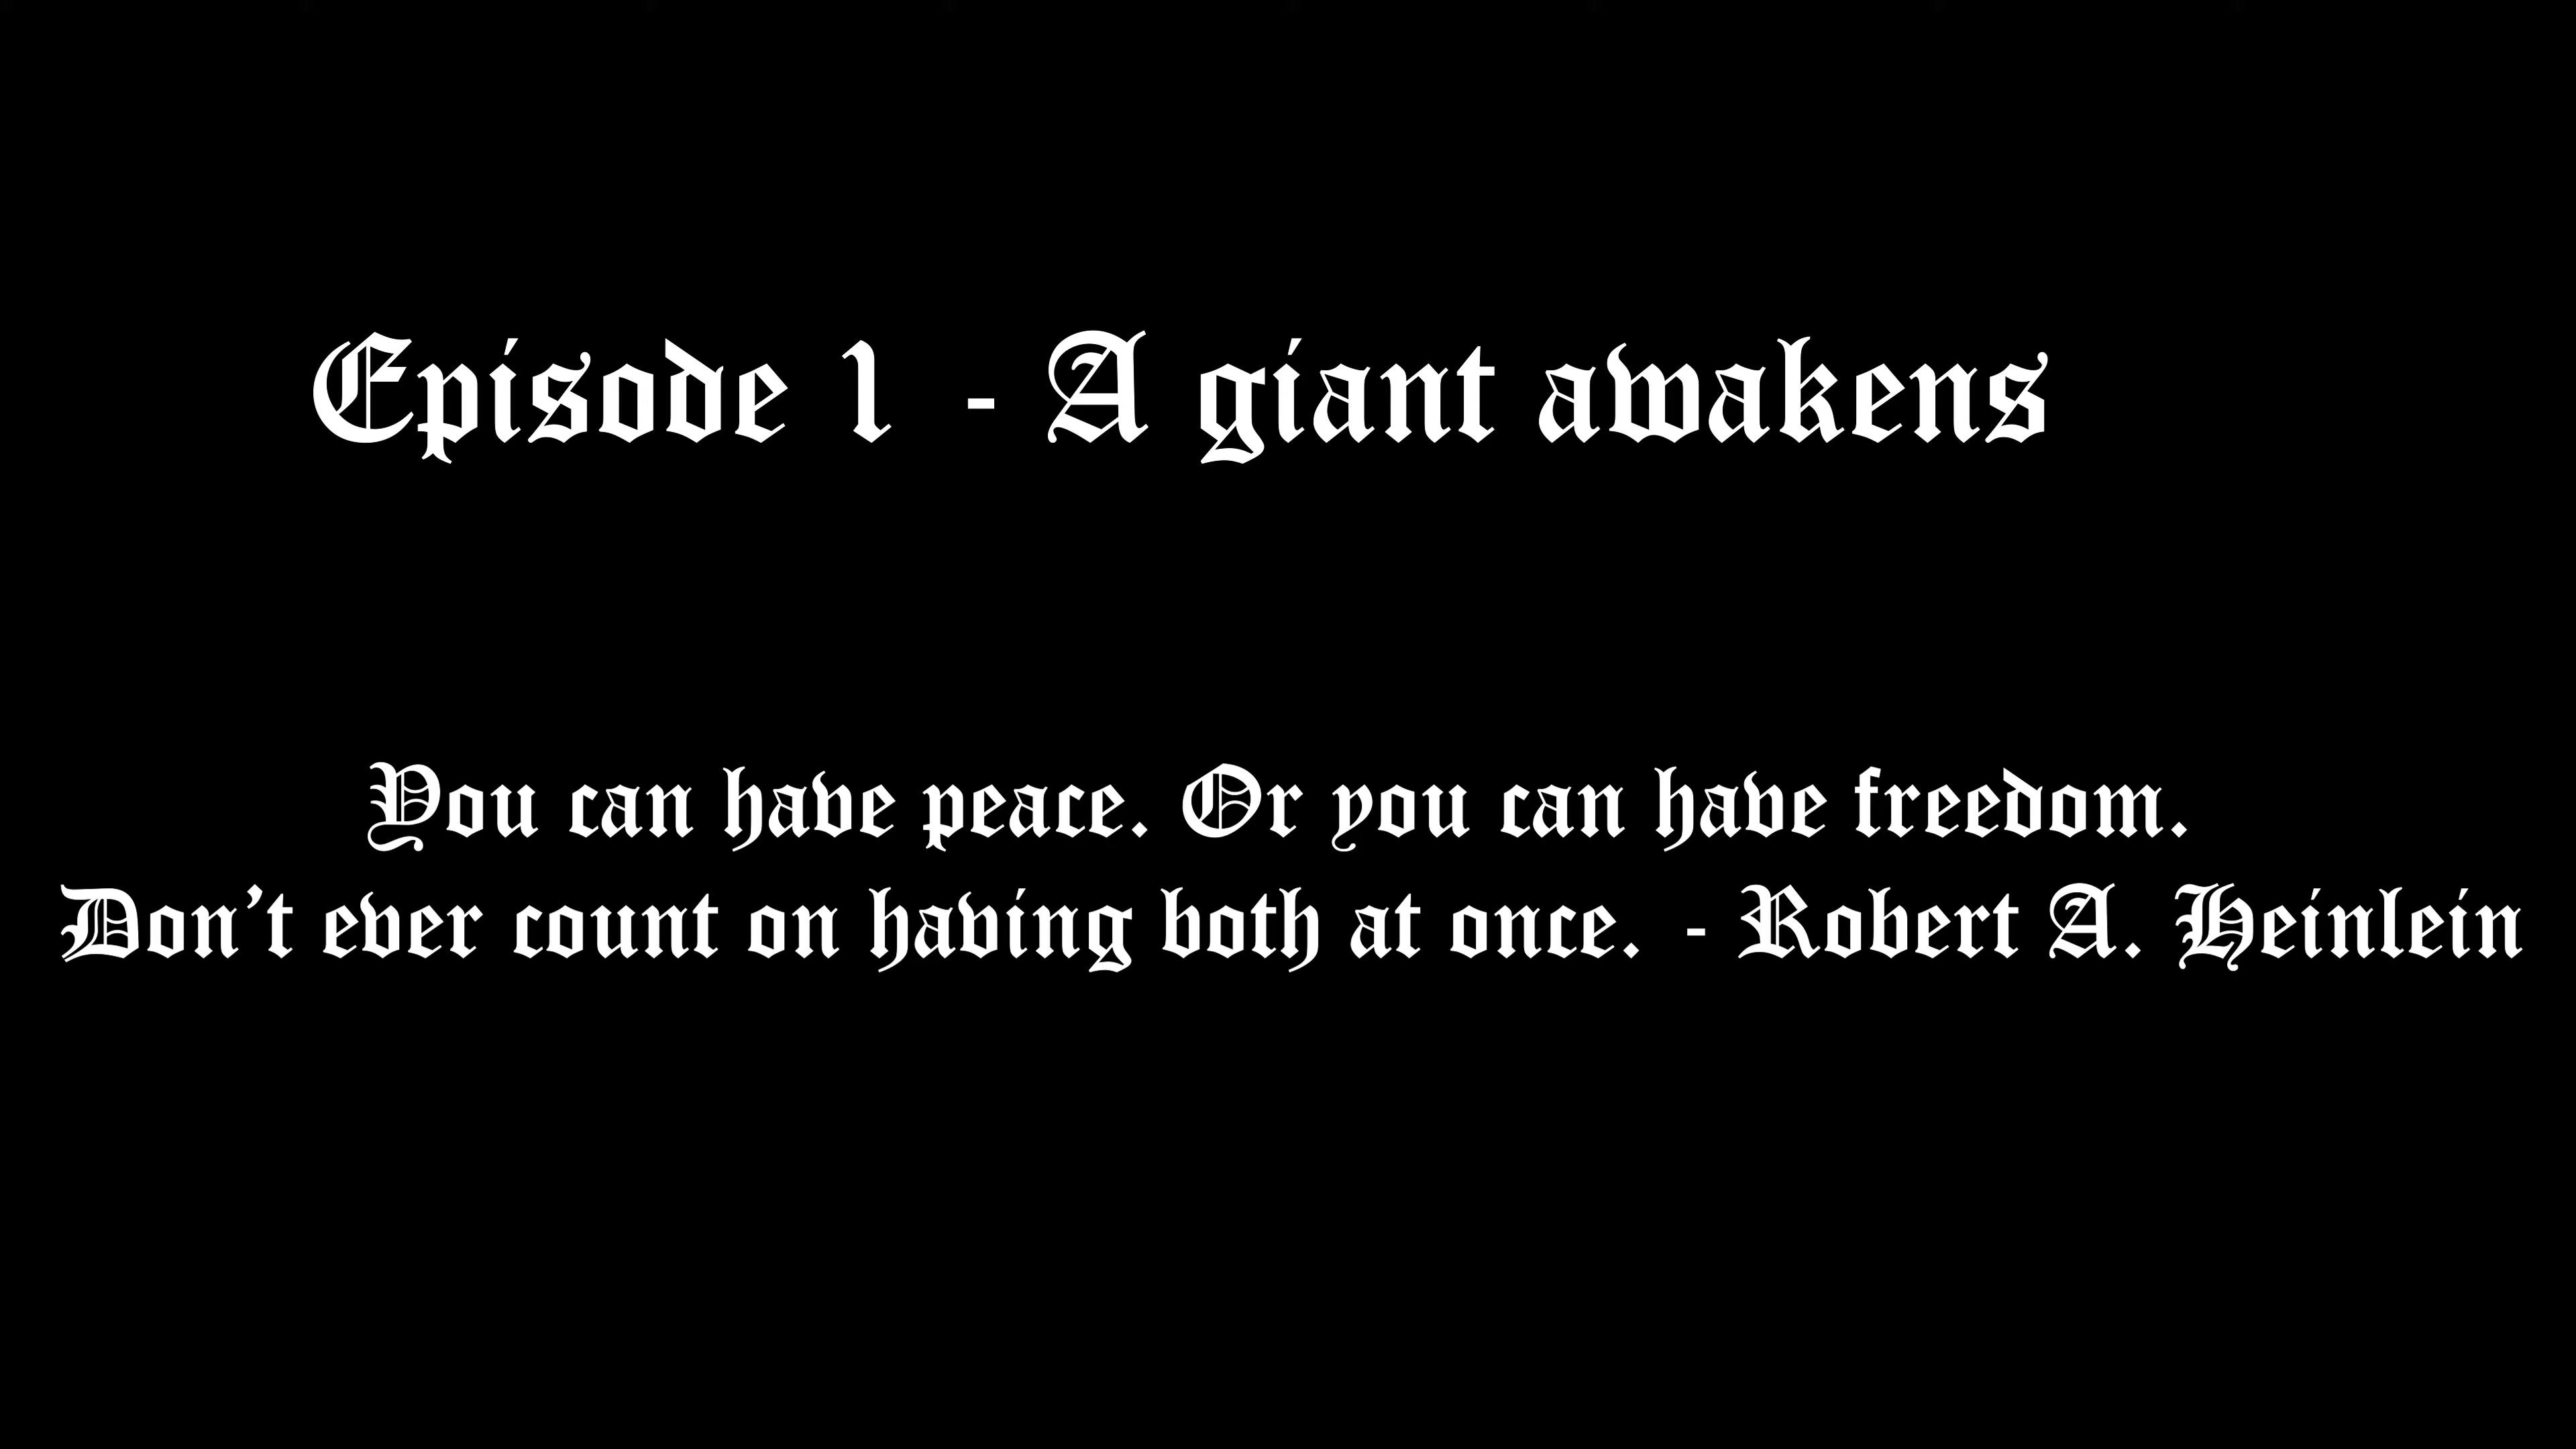 Episode 1 - A giant awakens
You can have peace. Or you can have freedom.
Don't ever count on having both at once. - Robert A. Heinlein